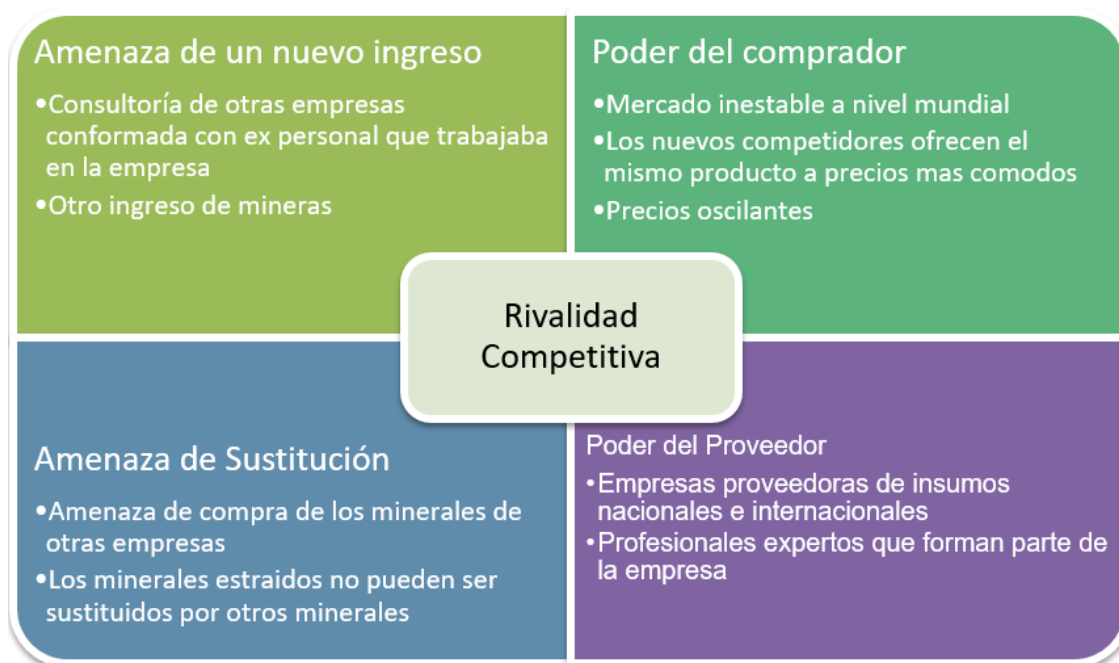 Amenaza de un nuevo ingreso
•Consultoría de otras empresas
conformada con ex personal que trabajaba
en la empresa
•Otro ingreso de mineras
Poder del comprador
•Mercado inestable a nivel mundial
•Los nuevos competidores ofrecen el
mismo producto a precios mas comodos
•Precios oscilantes
Rivalidad
Competitiva
Amenaza de Sustitución
•Amenaza de compra de los minerales de
otras empresas
•Los minerales estraidos no pueden ser
sustituidos por otros minerales
Poder del Proveedor
•Empresas proveedoras de insumos
nacionales e internacionales
•Profesionales expertos que forman parte de
la empresa